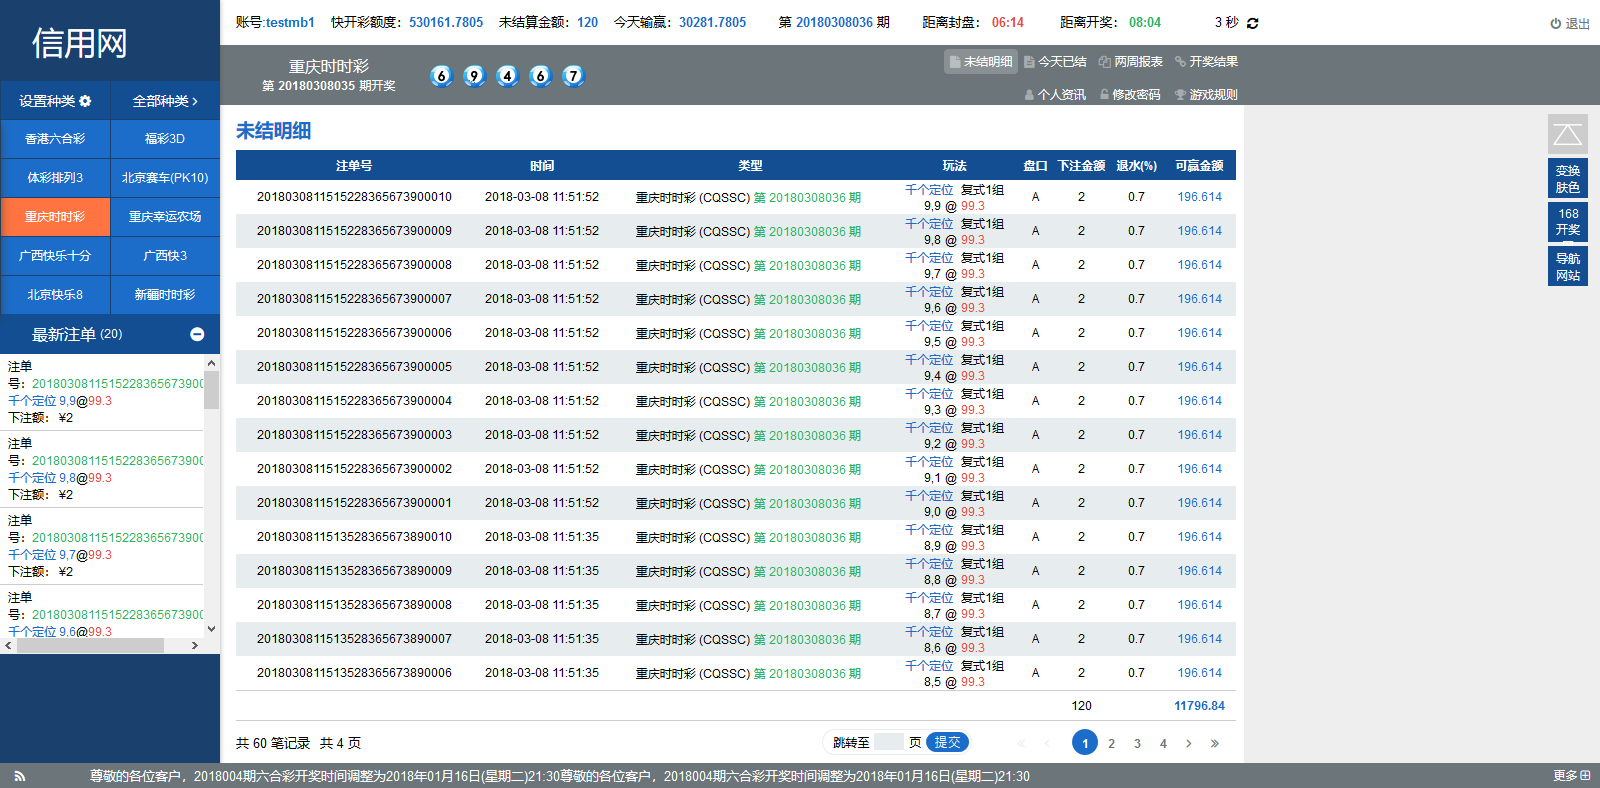 信用网
账号:testmb1 快开彩额度：530161.7805 未结算金额：120 今天输赢：30281.7805 第 20180308036 期 距离封盘：06:14 距离开奖：08:04 3 秒 退出
重庆时时彩
第 20180308035 期开奖
6 9 4 6 7
未结明细 今天已结 两周报表 开奖结果
个人资讯 修改密码 游戏规则
设置种类 全部种类
香港六合彩 福彩3D
体彩排列3 北京赛车(PK10)
重庆时时彩 重庆幸运农场
广西快乐十分 广西快3
北京快乐8 新疆时时彩
最新注单 (20)
注单
号：2018030811515228365673900
千个定位 9,9@99.3
下注额： ¥2
注单
号：2018030811515228365673900
千个定位 9,8@99.3
下注额： ¥2
注单
号：2018030811515228365673900
千个定位 9,7@99.3
下注额： ¥2
注单
号：2018030811515228365673900
千个定位 9,6@99.3
未结明细
注单号 时间 类型 玩法 盘口 下注金额 退水(%) 可赢金额
20180308115152283656739​00010 2018-03-08 11:51:52 重庆时时彩 (CQSSC) 第 20180308036 期 千个定位 复式1组 A 2 0.7 196.614
9,9 @ 99.3
2018030811515228365673900009 2018-03-08 11:51:52 重庆时时彩 (CQSSC) 第 20180308036 期 千个定位 复式1组 A 2 0.7 196.614
9,8 @ 99.3
2018030811515228365673900008 2018-03-08 11:51:52 重庆时时彩 (CQSSC) 第 20180308036 期 千个定位 复式1组 A 2 0.7 196.614
9,7 @ 99.3
2018030811515228365673900007 2018-03-08 11:51:52 重庆时时彩 (CQSSC) 第 20180308036 期 千个定位 复式1组 A 2 0.7 196.614
9,6 @ 99.3
2018030811515228365673900006 2018-03-08 11:51:52 重庆时时彩 (CQSSC) 第 20180308036 期 千个定位 复式1组 A 2 0.7 196.614
9,5 @ 99.3
2018030811515228365673900005 2018-03-08 11:51:52 重庆时时彩 (CQSSC) 第 20180308036 期 千个定位 复式1组 A 2 0.7 196.614
9,4 @ 99.3
2018030811515228365673900004 2018-03-08 11:51:52 重庆时时彩 (CQSSC) 第 20180308036 期 千个定位 复式1组 A 2 0.7 196.614
9,3 @ 99.3
2018030811515228365673900003 2018-03-08 11:51:52 重庆时时彩 (CQSSC) 第 20180308036 期 千个定位 复式1组 A 2 0.7 196.614
9,2 @ 99.3
2018030811515228365673900002 2018-03-08 11:51:52 重庆时时彩 (CQSSC) 第 20180308036 期 千个定位 复式1组 A 2 0.7 196.614
9,1 @ 99.3
2018030811515228365673900001 2018-03-08 11:51:52 重庆时时彩 (CQSSC) 第 20180308036 期 千个定位 复式1组 A 2 0.7 196.614
9,0 @ 99.3
2018030811513528365673890010 2018-03-08 11:51:35 重庆时时彩 (CQSSC) 第 20180308036 期 千个定位 复式1组 A 2 0.7 196.614
8,9 @ 99.3
2018030811513528365673890009 2018-03-08 11:51:35 重庆时时彩 (CQSSC) 第 20180308036 期 千个定位 复式1组 A 2 0.7 196.614
8,8 @ 99.3
2018030811513528365673890008 2018-03-08 11:51:35 重庆时时彩 (CQSSC) 第 20180308036 期 千个定位 复式1组 A 2 0.7 196.614
8,7 @ 99.3
2018030811513528365673890007 2018-03-08 11:51:35 重庆时时彩 (CQSSC) 第 20180308036 期 千个定位 复式1组 A 2 0.7 196.614
8,6 @ 99.3
2018030811513528365673890006 2018-03-08 11:51:35 重庆时时彩 (CQSSC) 第 20180308036 期 千个定位 复式1组 A 2 0.7 196.614
8,5 @ 99.3
120 11796.84
共 60 笔记录 共 4 页 跳转至 页 提交 « ‹ 1 2 3 4 › »
变换
肤色
168
开奖
导航
网站
尊敬的各位客户，2018004期六合彩开奖时间调整为2018年01月16日(星期二)21:30尊敬的各位客户，2018004期六合彩开奖时间调整为2018年01月16日(星期二)21:30 更多